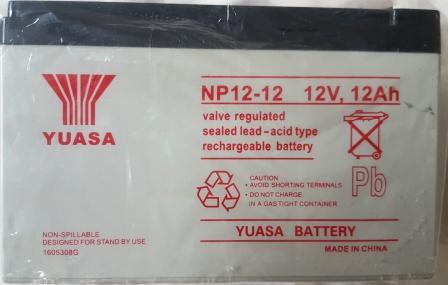 YUASA
NP12-12 12V, 12Ah
valve regulated
sealed lead-acid type
rechargeable battery
CAUTION
• AVOID SHORTING TERMINALS
• DO NOT CHARGE
IN A GAS TIGHT CONTAINER
Pb
NON-SPILLABLE
DESIGNED FOR STAND BY USE
1605308G
YUASA BATTERY
MADE IN CHINA